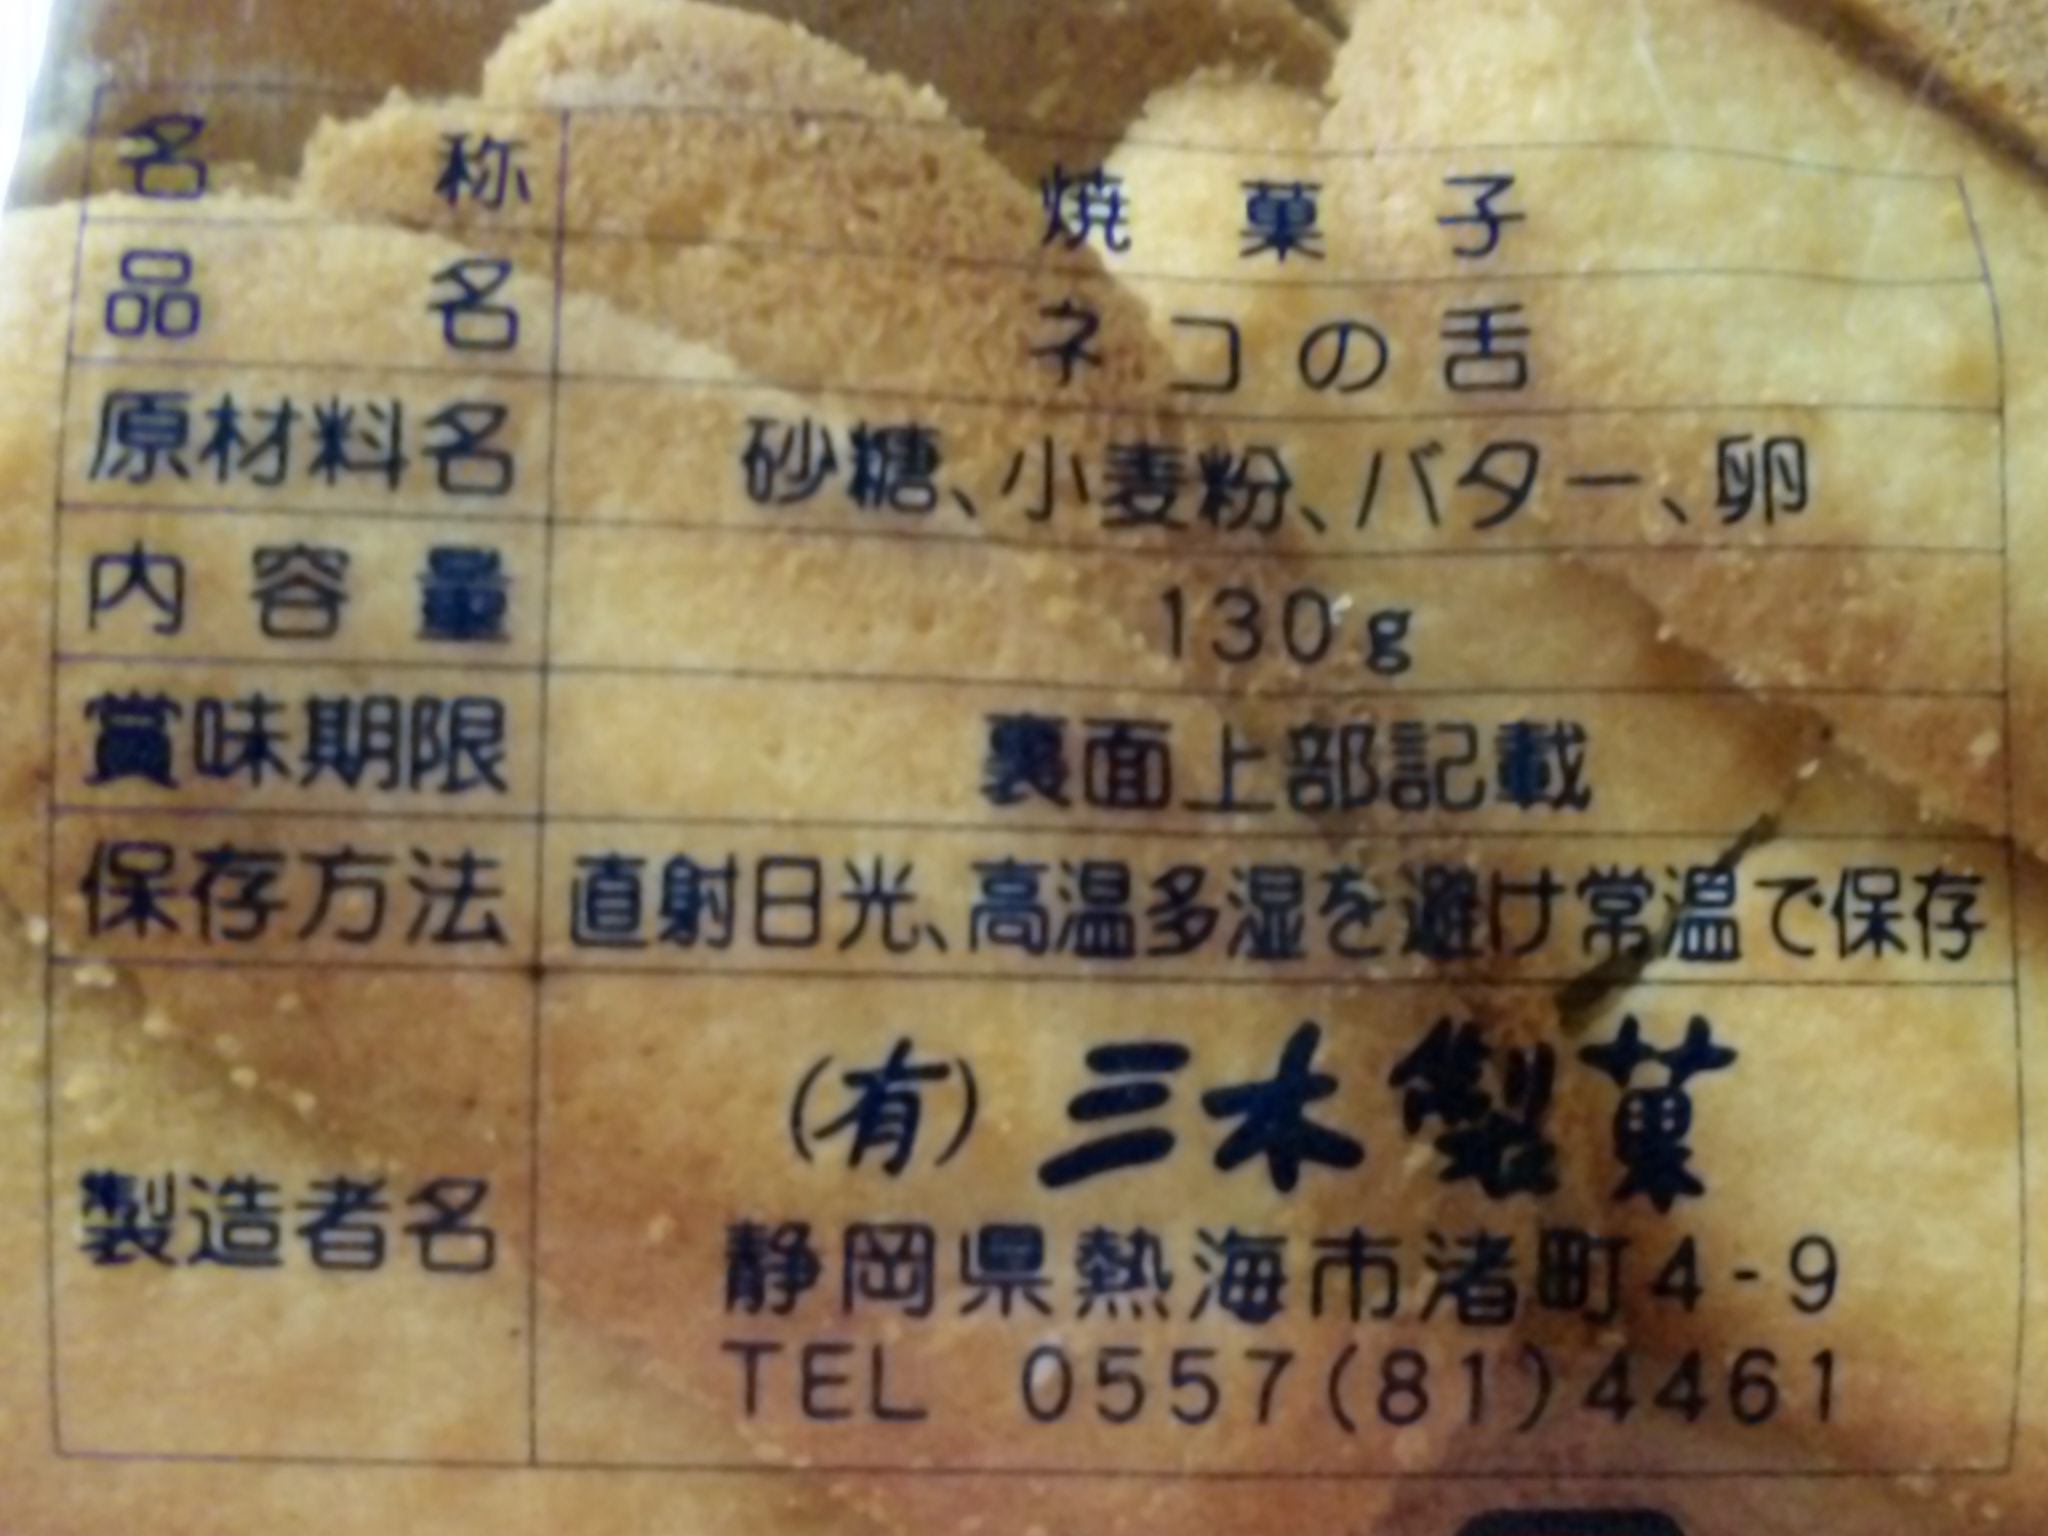 名称 焼菓子
品名 ネコの舌
原材料名 砂糖、小麦粉、バター、卵
内容量 130g
賞味期限 裏面上部記載
保存方法 直射日光、高温多湿を避け常温で保存
製造者名 (有)三木製菓
静岡県熱海市渚町4-9
TEL 0557(81)4461